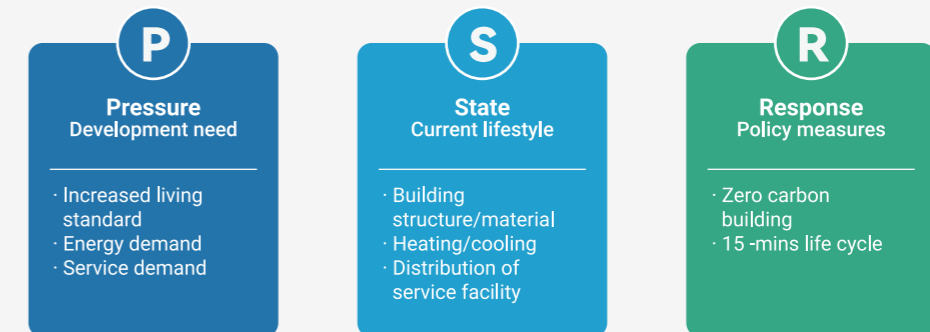 P
Pressure
Development need
· Increased living
standard
· Energy demand
· Service demand
S
State
Current lifestyle
· Building
structure/material
· Heating/cooling
· Distribution of
service facility
R
Response
Policy measures
· Zero carbon
building
· 15 -mins life cycle